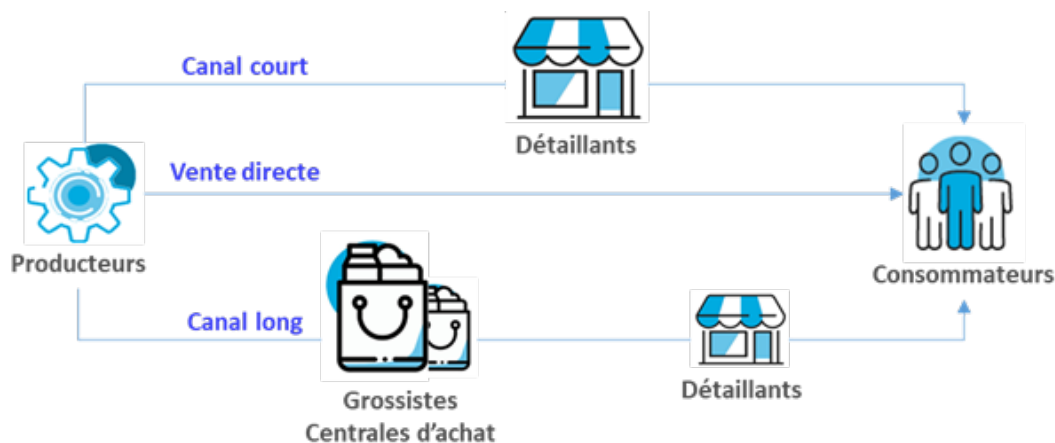 Canal court
Détaillants
Vente directe
Producteurs
Consommateurs
Canal long
Détaillants
Grossistes
Centrales d'achat